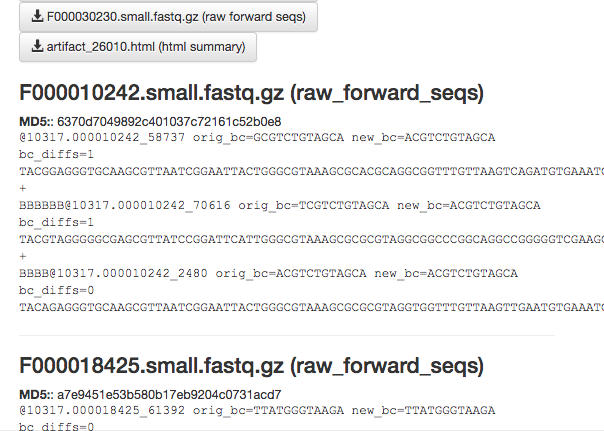 F000030230.small.fastq.gz (raw forward seqs)
artifact_26010.html (html summary)
F000010242.small.fastq.gz (raw_forward_seqs)
MD5:: 6370d7049892c401037c72161c52b0e8
@10317.000010242_58737 orig_bc=GCGTCTGTAGCA new_bc=ACGTCTGTAGCA
bc_diffs=1
TACGGAGGGTGCAAGCGTTAATCGGAATTACTGGGCGTAAAGCGCACGCAGGCGGTTTGTTAAGTCAGATGTGAAATC
+
BBBBBB@10317.000010242_70616 orig_bc=TCGTCTGTAGCA new_bc=ACGTCTGTAGCA
bc_diffs=1
TACGTAGGGGGCGAGCGTTATCCGGATTCATTGGGCGTAAAGCGCGCGTAGGCGGCCCGGCAGGCCGGGGGTCGAAGC
+
BBBB@10317.000010242_2480 orig_bc=ACGTCTGTAGCA new_bc=ACGTCTGTAGCA
bc_diffs=0
TACAGAGGGTGCAAGCGTTAATCGGAATTACTGGGCGTAAAGCGCGCGTAGGTGGTTTGTTAAGTTGAATGTGAAATC
F000018425.small.fastq.gz (raw_forward_seqs)
MD5:: a7e9451e53b580b17eb9204c0731acd7
@10317.000018425_61392 orig_bc=TTATGGGTAAGA new_bc=TTATGGGTAAGA
bc_diffs=0